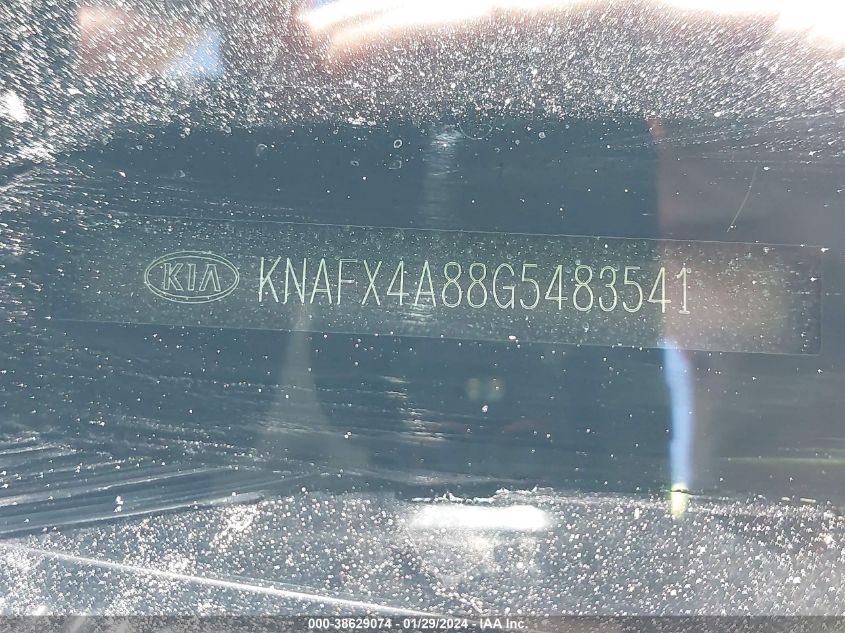 KIA KNAFX4A88G5483541
000-38629074 - 01/29/2024 - IAA Inc.